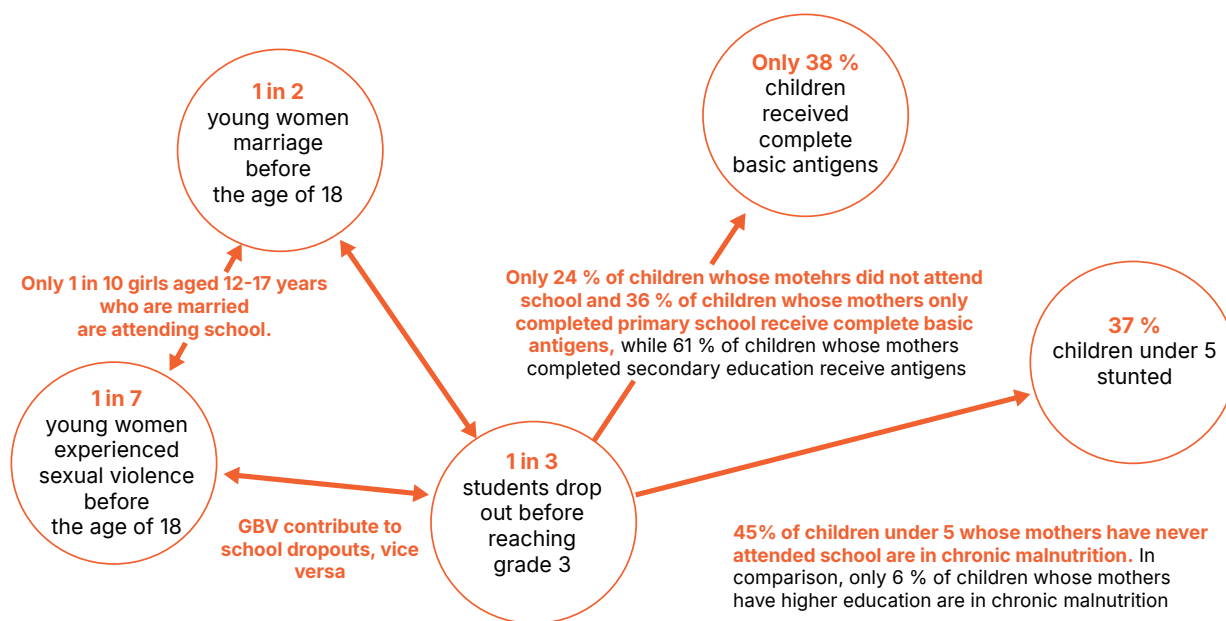 1 in 2
young women
marriage
before
the age of 18
Only 38 %
children
received
complete
basic antigens
Only 1 in 10 girls aged 12-17 years
who are married
are attending school.
Only 24 % of children whose motehrs did not attend
school and 36 % of children whose mothers only
completed primary school receive complete basic
antigens, while 61 % of children whose mothers
completed secondary education receive antigens
37 %
children under 5
stunted
1 in 7
young women
experienced
sexual violence
before
the age of 18
GBV contribute to
school dropouts, vice
versa
1 in 3
students drop
out before
reaching
grade 3
45% of children under 5 whose mothers have never
attended school are in chronic malnutrition. In
comparison, only 6 % of children whose mothers
have higher education are in chronic malnutrition